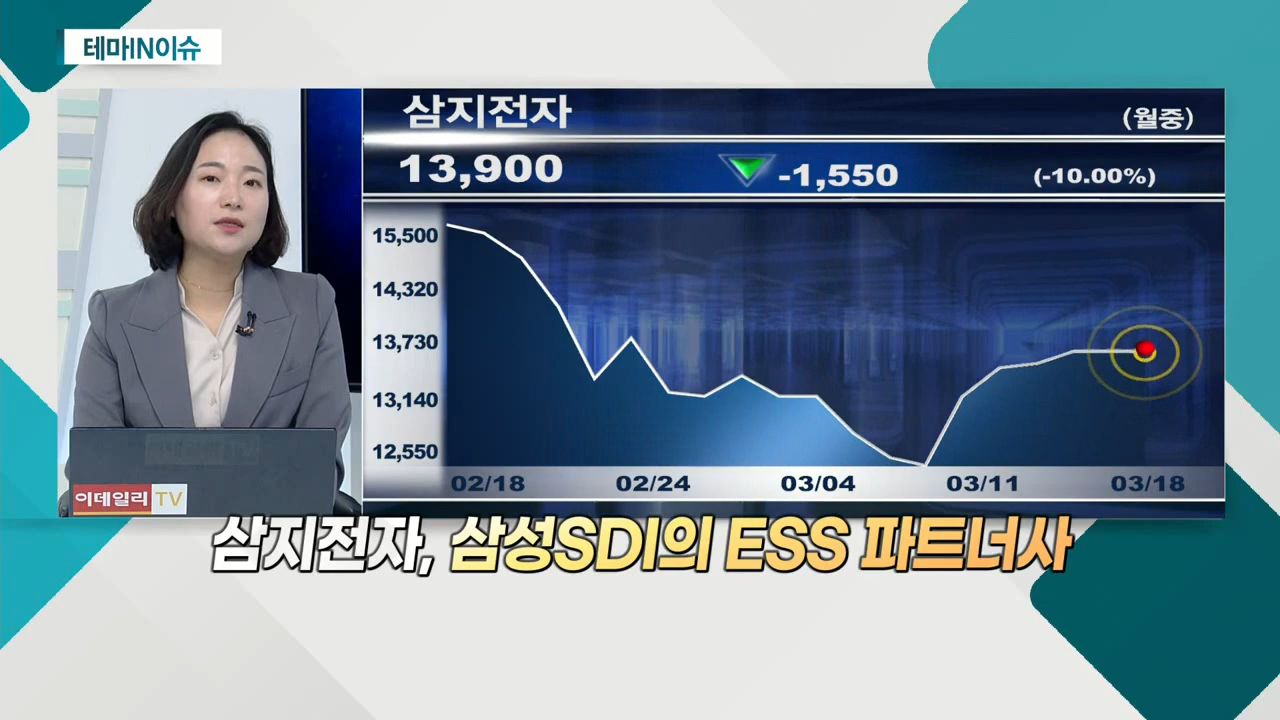 테마IN이슈
삼지전자
(월중)
13,900
-1,550
(-10.00%)
15,500
14,320
13,730
13,140
12,550
02/18
02/24
03/04
03/11
03/18
이데일리TV
삼지전자, 삼성SDI의 ESS 파트너사